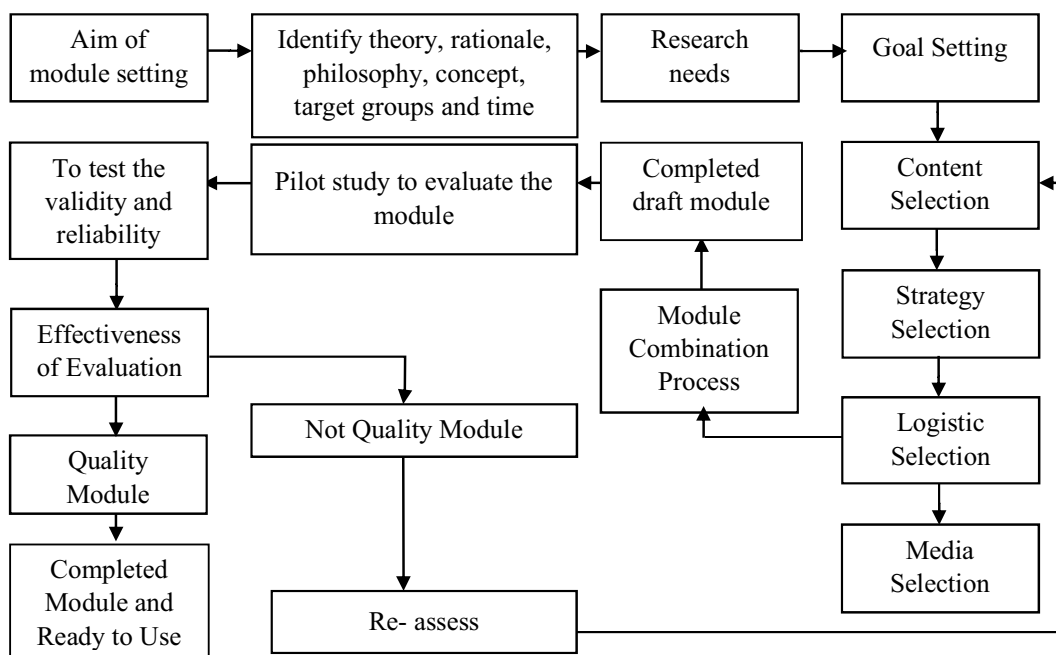 Aim of
module setting
Identify theory, rationale,
philosophy, concept,
target groups and time
Research
needs
Goal Setting
To test the
validity and
reliability
Pilot study to evaluate the
module
Completed
draft module
Content
Selection
Effectiveness
of Evaluation
Module
Combination
Process
Strategy
Selection
Not Quality Module
Logistic
Selection
Quality
Module
Media
Selection
Completed
Module and
Ready to Use
Re- assess